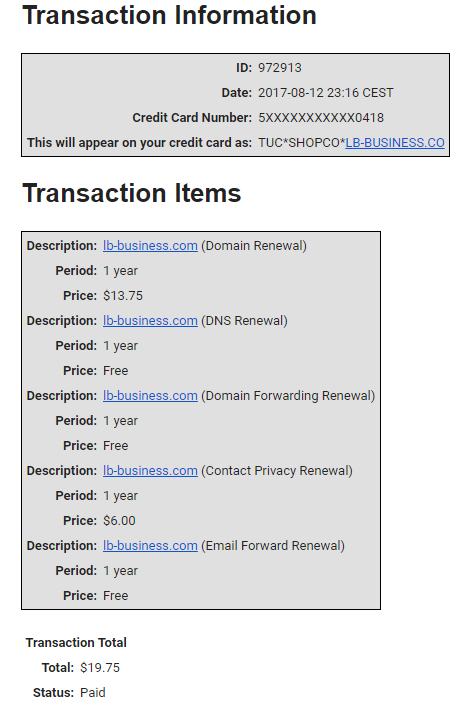 Transaction Information
ID: 972913
Date: 2017-08-12 23:16 CEST
Credit Card Number: 5XXXXXXXXXXX0418
This will appear on your credit card as: TUC*SHOPCO*LB-BUSINESS.CO
Transaction Items
Description: lb-business.com (Domain Renewal)
Period: 1 year
Price: $13.75
Description: lb-business.com (DNS Renewal)
Period: 1 year
Price: Free
Description: lb-business.com (Domain Forwarding Renewal)
Period: 1 year
Price: Free
Description: lb-business.com (Contact Privacy Renewal)
Period: 1 year
Price: $6.00
Description: lb-business.com (Email Forward Renewal)
Period: 1 year
Price: Free
Transaction Total
Total: $19.75
Status: Paid